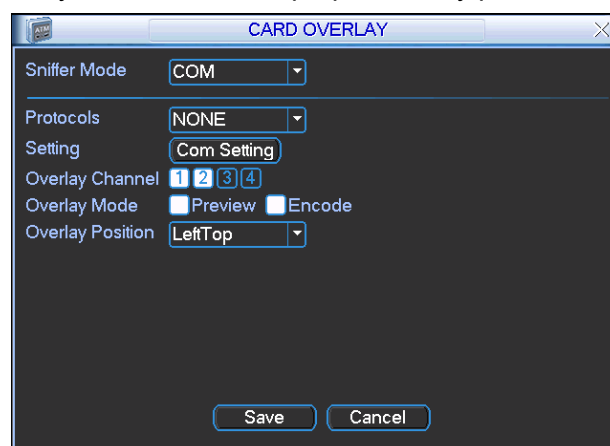 ATM
CARD OVERLAY
Sniffer Mode COM
Protocols NONE
Setting Com Setting
Overlay Channel 1 2 3 4
Overlay Mode Preview Encode
Overlay Position LeftTop
Save Cancel